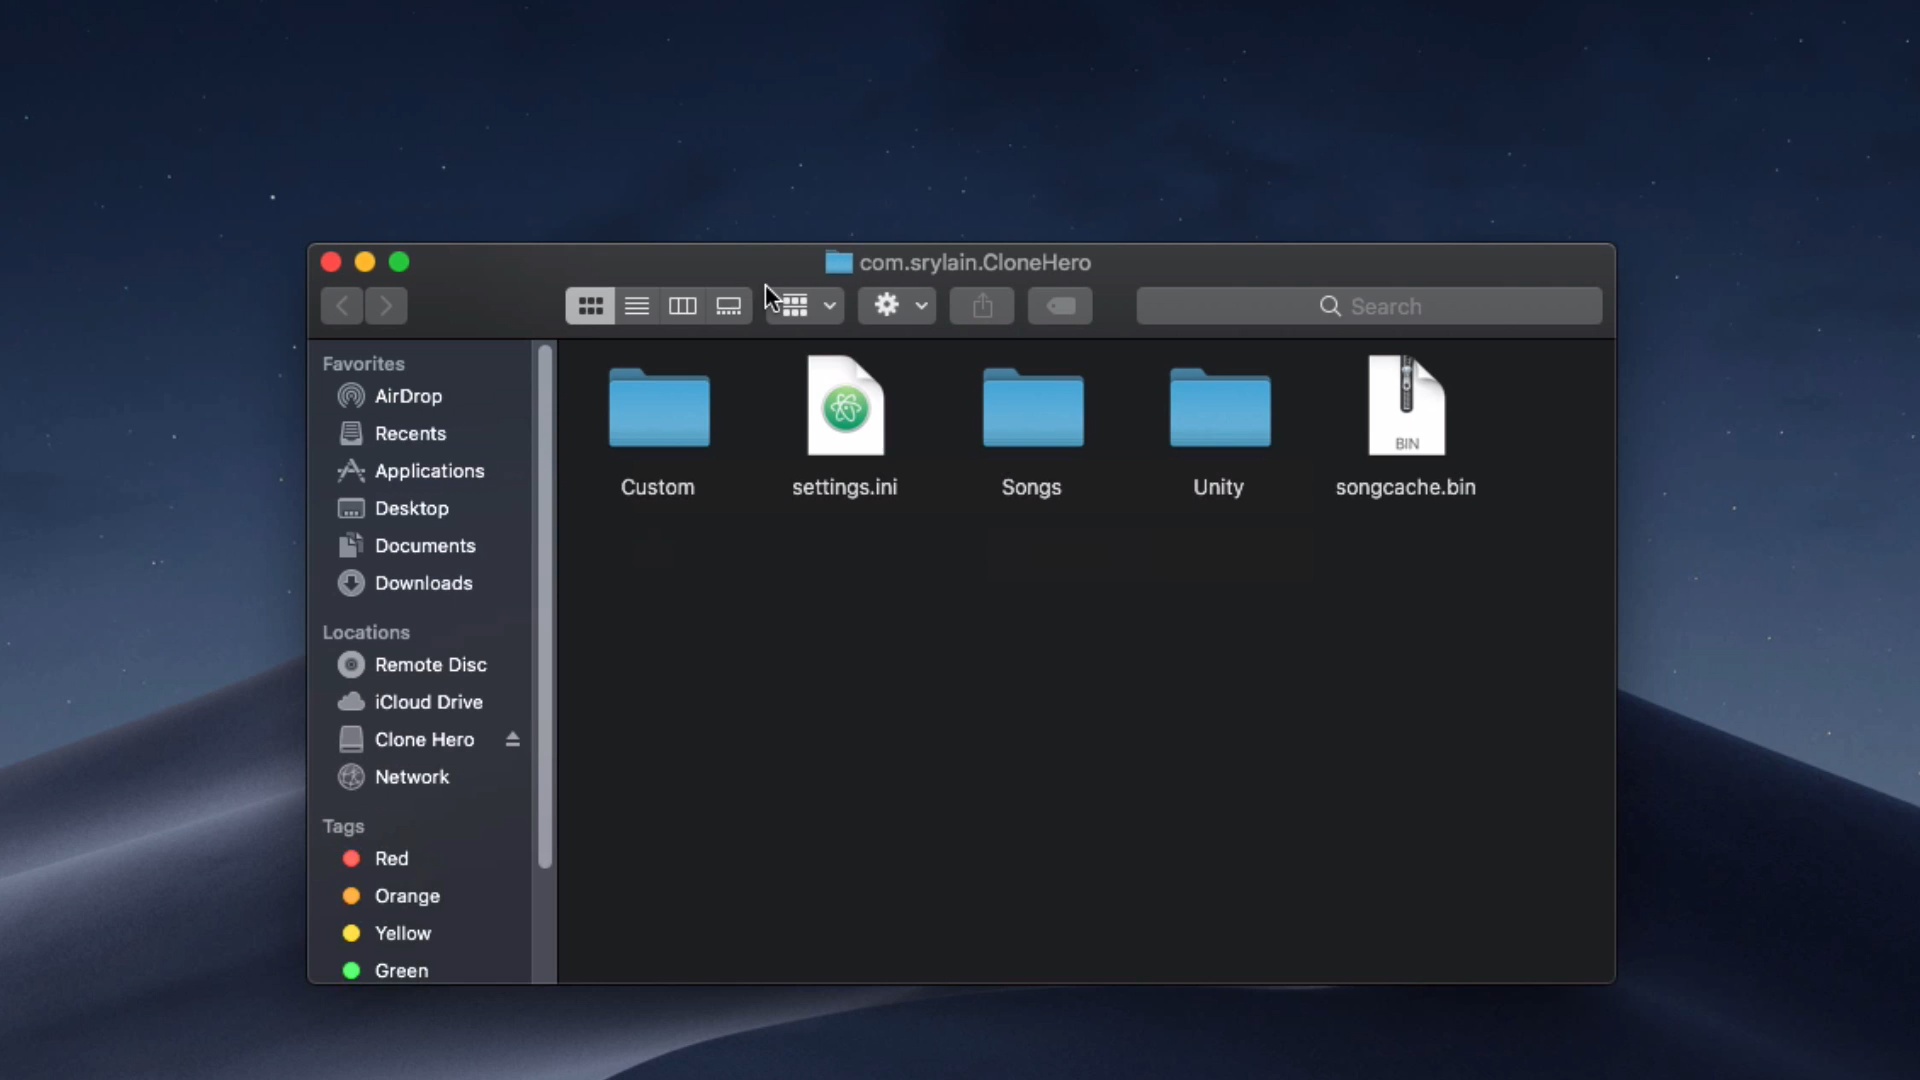 com.srylain.CloneHero
Search
Favorites
AirDrop
Recents
Applications
Desktop
Documents
Downloads
Locations
Remote Disc
iCloud Drive
Clone Hero
Network
Tags
Red
Orange
Yellow
Green
BIN
Custom
settings.ini
Songs
Unity
songcache.bin